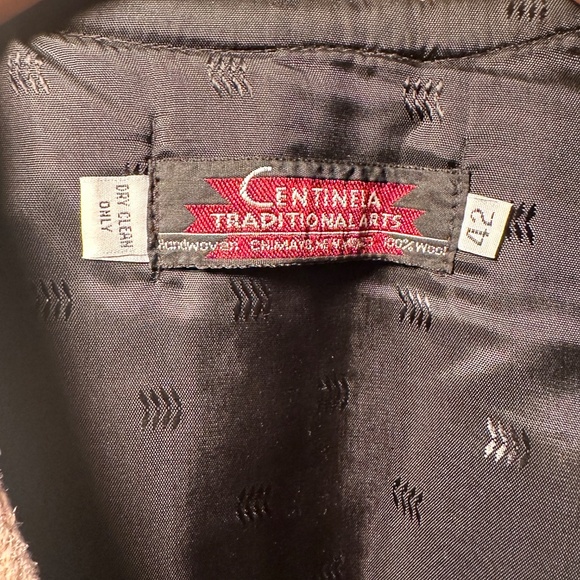 CENTINELA
TRADITIONAL ARTS
Handwoven CHIMAYO, NEW MEXICO 100% Wool
DRY CLEAN
ONLY
42